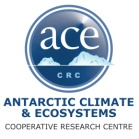 ace
CRC
ANTARCTIC CLIMATE
& ECOSYSTEMS
COOPERATIVE RESEARCH CENTRE